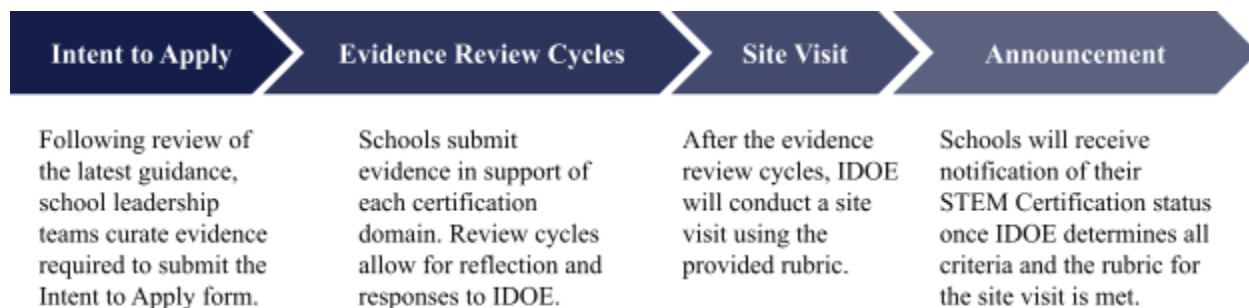 Intent to Apply
Evidence Review Cycles
Site Visit
Announcement
Following review of
the latest guidance,
school leadership
teams curate evidence
required to submit the
Intent to Apply form.
Schools submit
evidence in support of
each certification
domain. Review cycles
allow for reflection and
responses to IDOE.
After the evidence
review cycles, IDOE
will conduct a site
visit using the
provided rubric.
Schools will receive
notification of their
STEM Certification status
once IDOE determines all
criteria and the rubric for
the site visit is met.